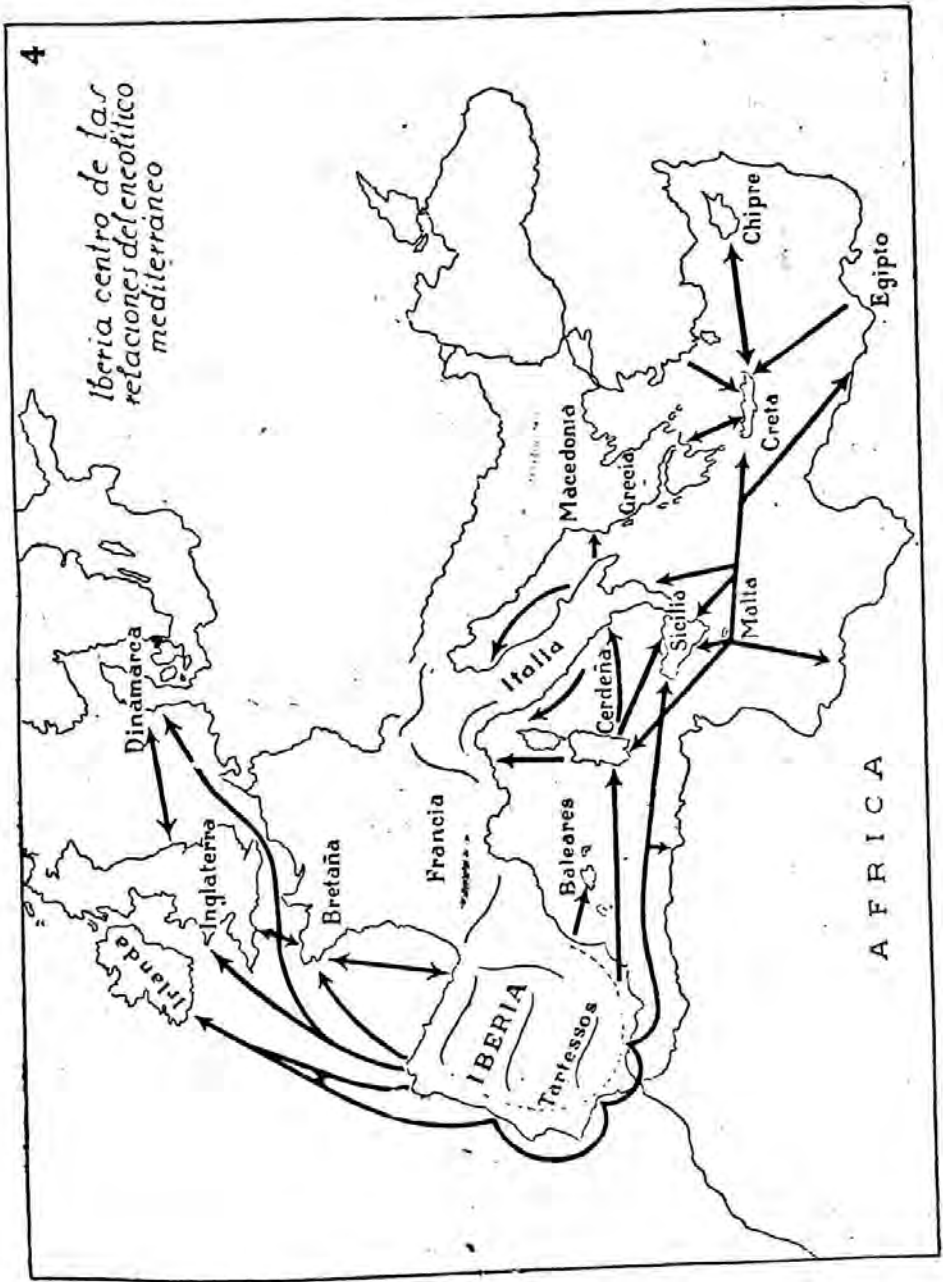 4
Iberia centro de las
relaciones del eneolítico
mediterráneo
Irlanda
Inglaterra
Dinamarca
Bretaña
Francia
IBERIA
Tartessos
Baleares
Cerdeña
Italia
Sicilia
Malta
Macedonia
Grecia
Creta
Chipre
Egipto
AFRICA